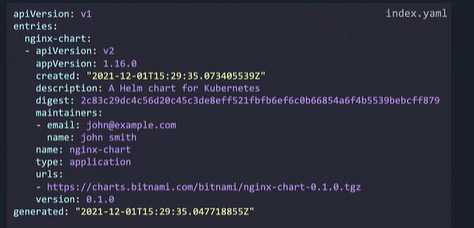 index.yaml
apiVersion: v1
entries:
  nginx-chart:
  - apiVersion: v2
    appVersion: 1.16.0
    created: "2021-12-01T15:29:35.073405539Z"
    description: A Helm chart for Kubernetes
    digest: 2c83c29dc4c56d20c45c3de8eff521fbfb6ef6c0b66854a6f4b5539bebcff879
    maintainers:
    - email: john@example.com
      name: john smith
    name: nginx-chart
    type: application
    urls:
    - https://charts.bitnami.com/bitnami/nginx-chart-0.1.0.tgz
    version: 0.1.0
generated: "2021-12-01T15:29:35.047718855Z"